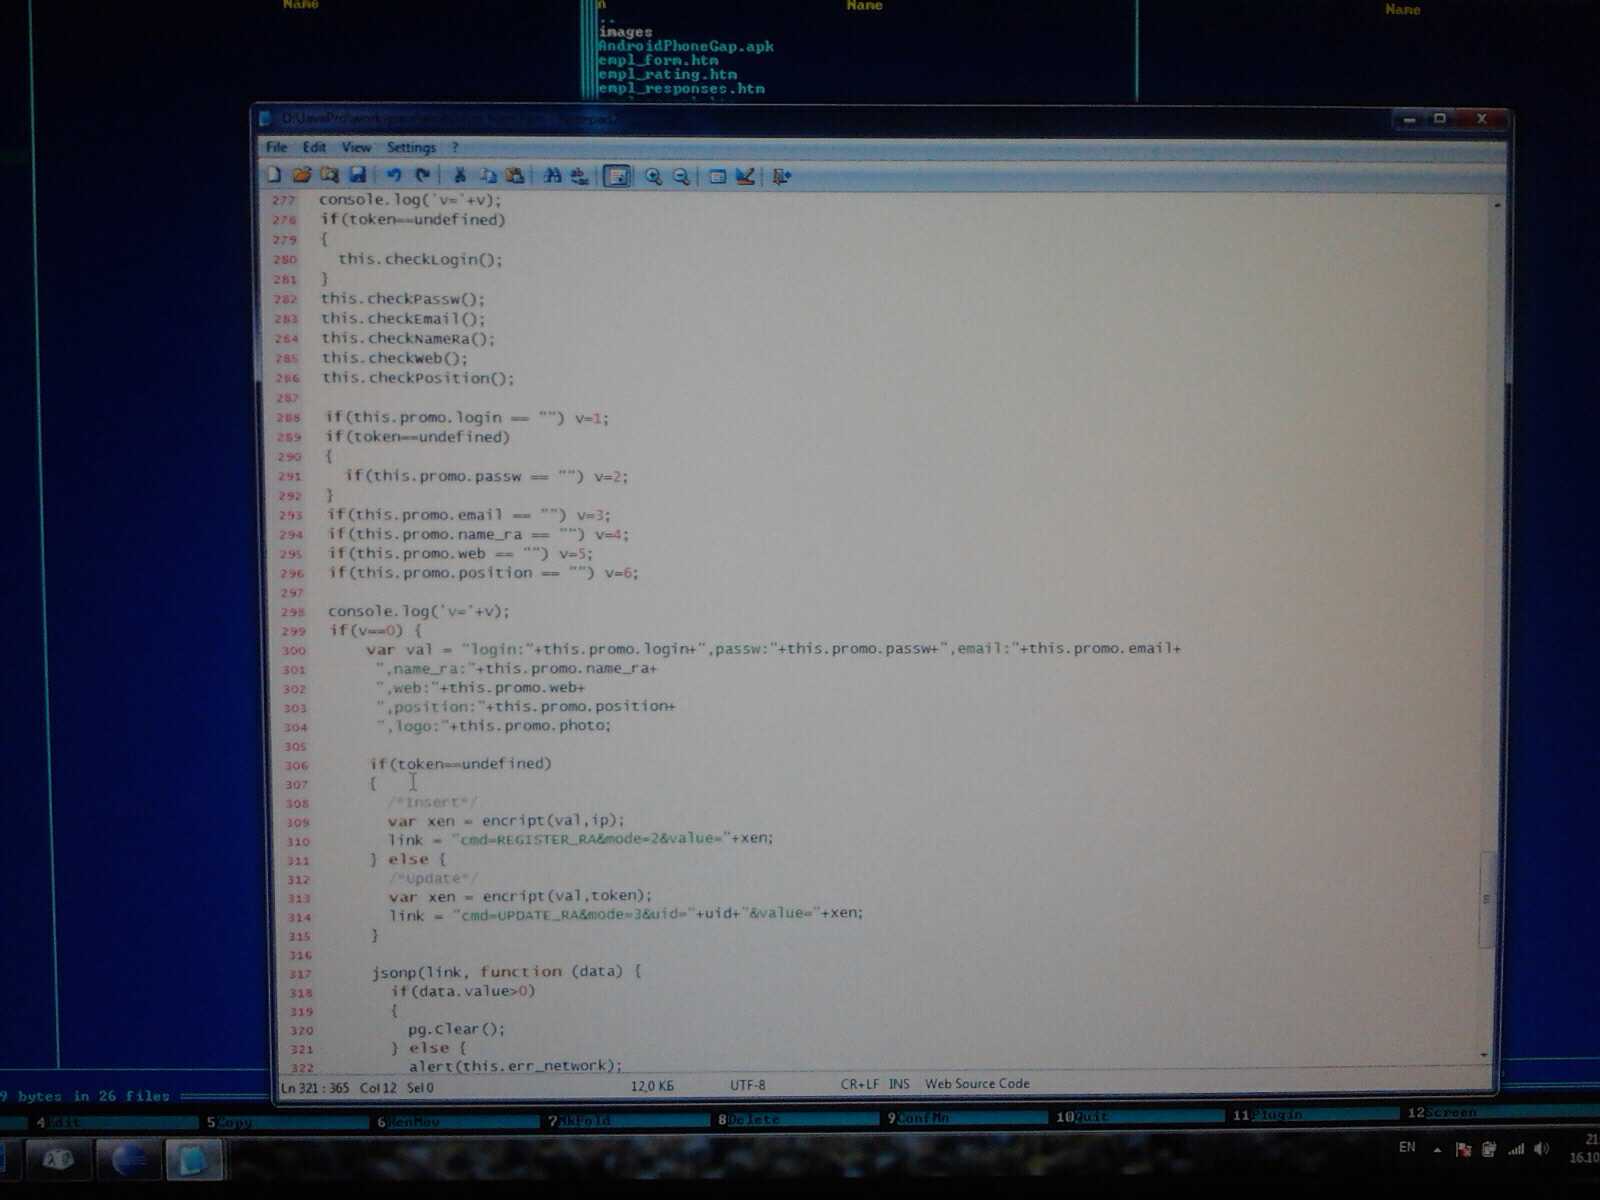 Name
n
Name
Name
..
images
AndroidPhoneGap.apk
empl_form.htm
empl_rating.htm
empl_responses.htm
File Edit View Settings ?
277 console.log('v='+v);
278 if(token==undefined)
279 {
280 this.checkLogin();
281 }
282 this.checkPassw();
283 this.checkEmail();
284 this.checkNameRa();
285 this.checkWeb();
286 this.checkPosition();
287
288 if(this.promo.login == "") v=1;
289 if(token==undefined)
290 {
291 if(this.promo.passw == "") v=2;
292 }
293 if(this.promo.email == "") v=3;
294 if(this.promo.name_ra == "") v=4;
295 if(this.promo.web == "") v=5;
296 if(this.promo.position == "") v=6;
297
298 console.log('v='+v);
299 if(v==0) {
300 var val = "login:"+this.promo.login+",passw:"+this.promo.passw+",email:"+this.promo.email+
301 ",name_ra:"+this.promo.name_ra+
302 ",web:"+this.promo.web+
303 ",position:"+this.promo.position+
304 ",logo:"+this.promo.photo;
305
306 if(token==undefined)
307 {
308 /*Insert*/
309 var xen = encript(val,ip);
310 link = "cmd=REGISTER_RA&mode=2&value="+xen;
311 } else {
312 /*Update*/
313 var xen = encript(val,token);
314 link = "cmd=UPDATE_RA&mode=3&uid="+uid+"&value="+xen;
315 }
316
317 jsonp(link, function (data) {
318 if(data.value>0)
319 {
320 pg.Clear();
321 } else {
322 alert(this.err_network);
Ln 321 : 365 Col 12 Sel 0 12,0 КБ UTF-8 CR+LF INS Web Source Code
9 bytes in 26 files
4Edit 5Copy 6RenMov 7MkFold 8Delete 9ConfMn 10Quit 11Plugin 12Screen
EN
21
16.10